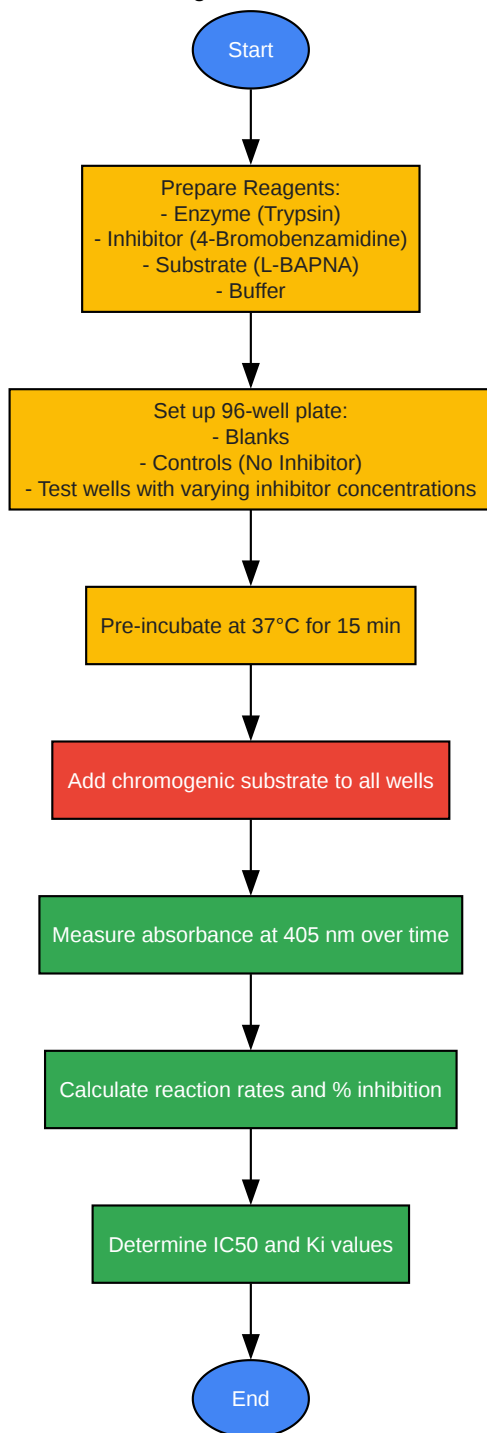 Start
Prepare Reagents:
- Enzyme (Trypsin)
- Inhibitor (4-Bromobenzamidine)
- Substrate (L-BAPNA)
- Buffer
Set up 96-well plate:
- Blanks
- Controls (No Inhibitor)
- Test wells with varying inhibitor concentrations
Pre-incubate at 37°C for 15 min
Add chromogenic substrate to all wells
Measure absorbance at 405 nm over time
Calculate reaction rates and % inhibition
Determine IC50 and Ki values
End